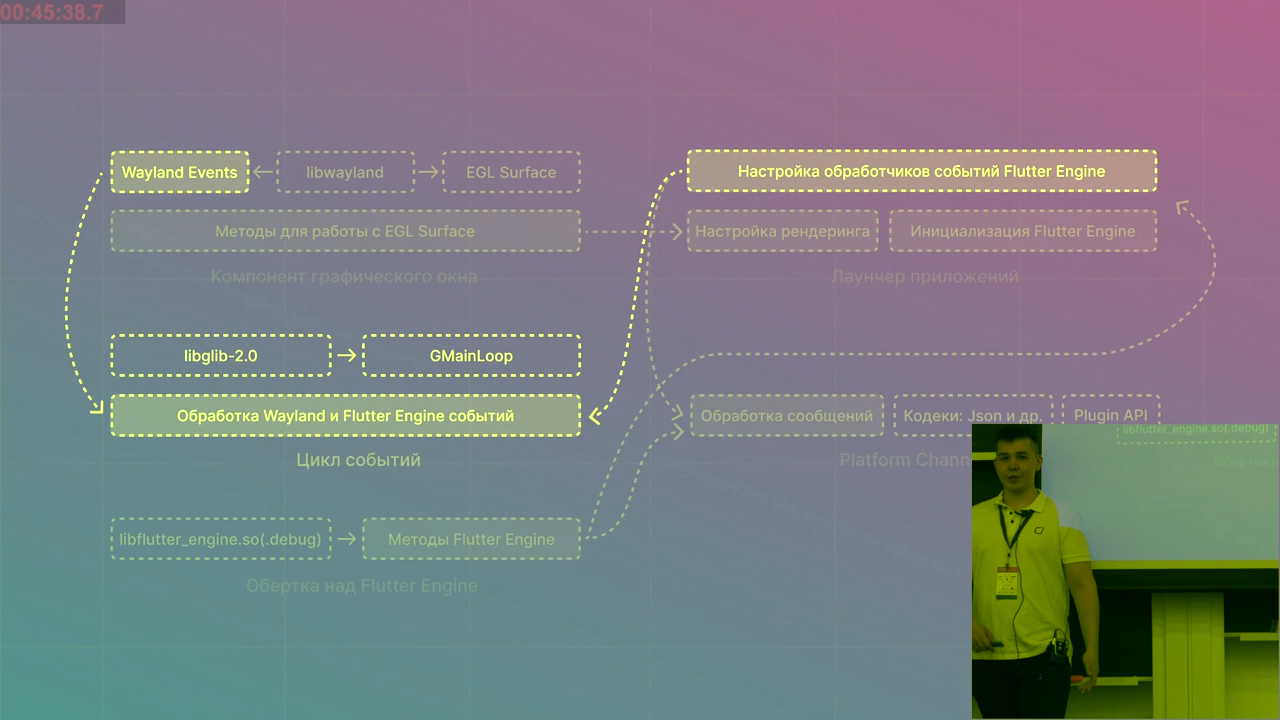 00:45:38.7
Wayland Events
libwayland
EGL Surface
Настройка обработчиков событий Flutter Engine
Методы для работы с EGL Surface
Настройка рендеринга
Инициализация Flutter Engine
Компонент графического окна
Лаунчер приложений
libglib-2.0
GMainLoop
Обработка Wayland и Flutter Engine событий
Обработка сообщений
Кодеки: Json и др.
Plugin API
libflutter_engine.so(.debug)
Цикл событий
Platform Chann
libflutter_engine.so(.debug)
Методы Flutter Engine
Обертка над Flutter Engine